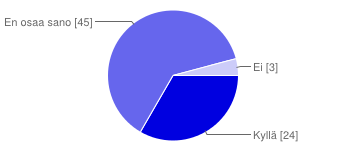 En osaa sano [45]
Ei [3]
Kyllä [24]